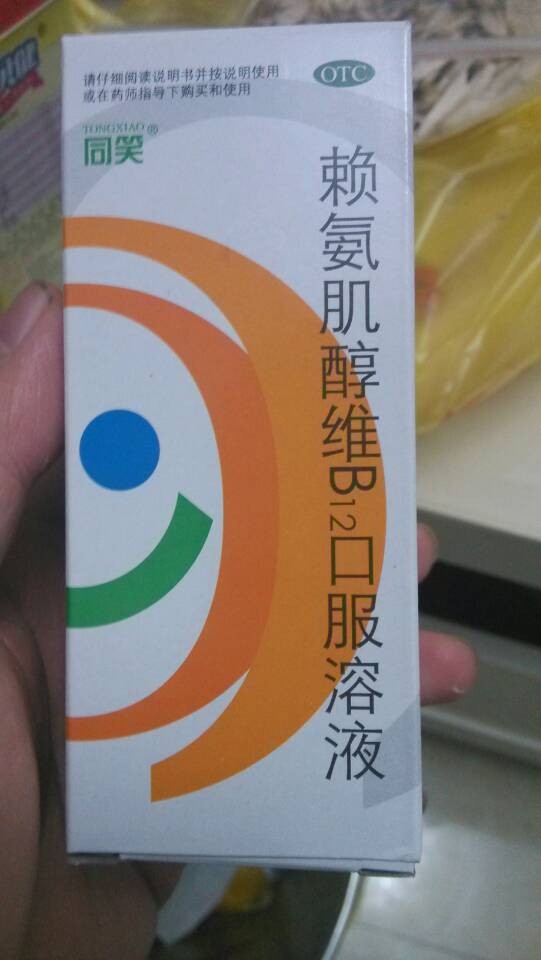 请仔细阅读说明书并按说明使用
或在药师指导下购买和使用
OTC
TONGXIAO
同笑®
赖氨肌醇维B12口服溶液